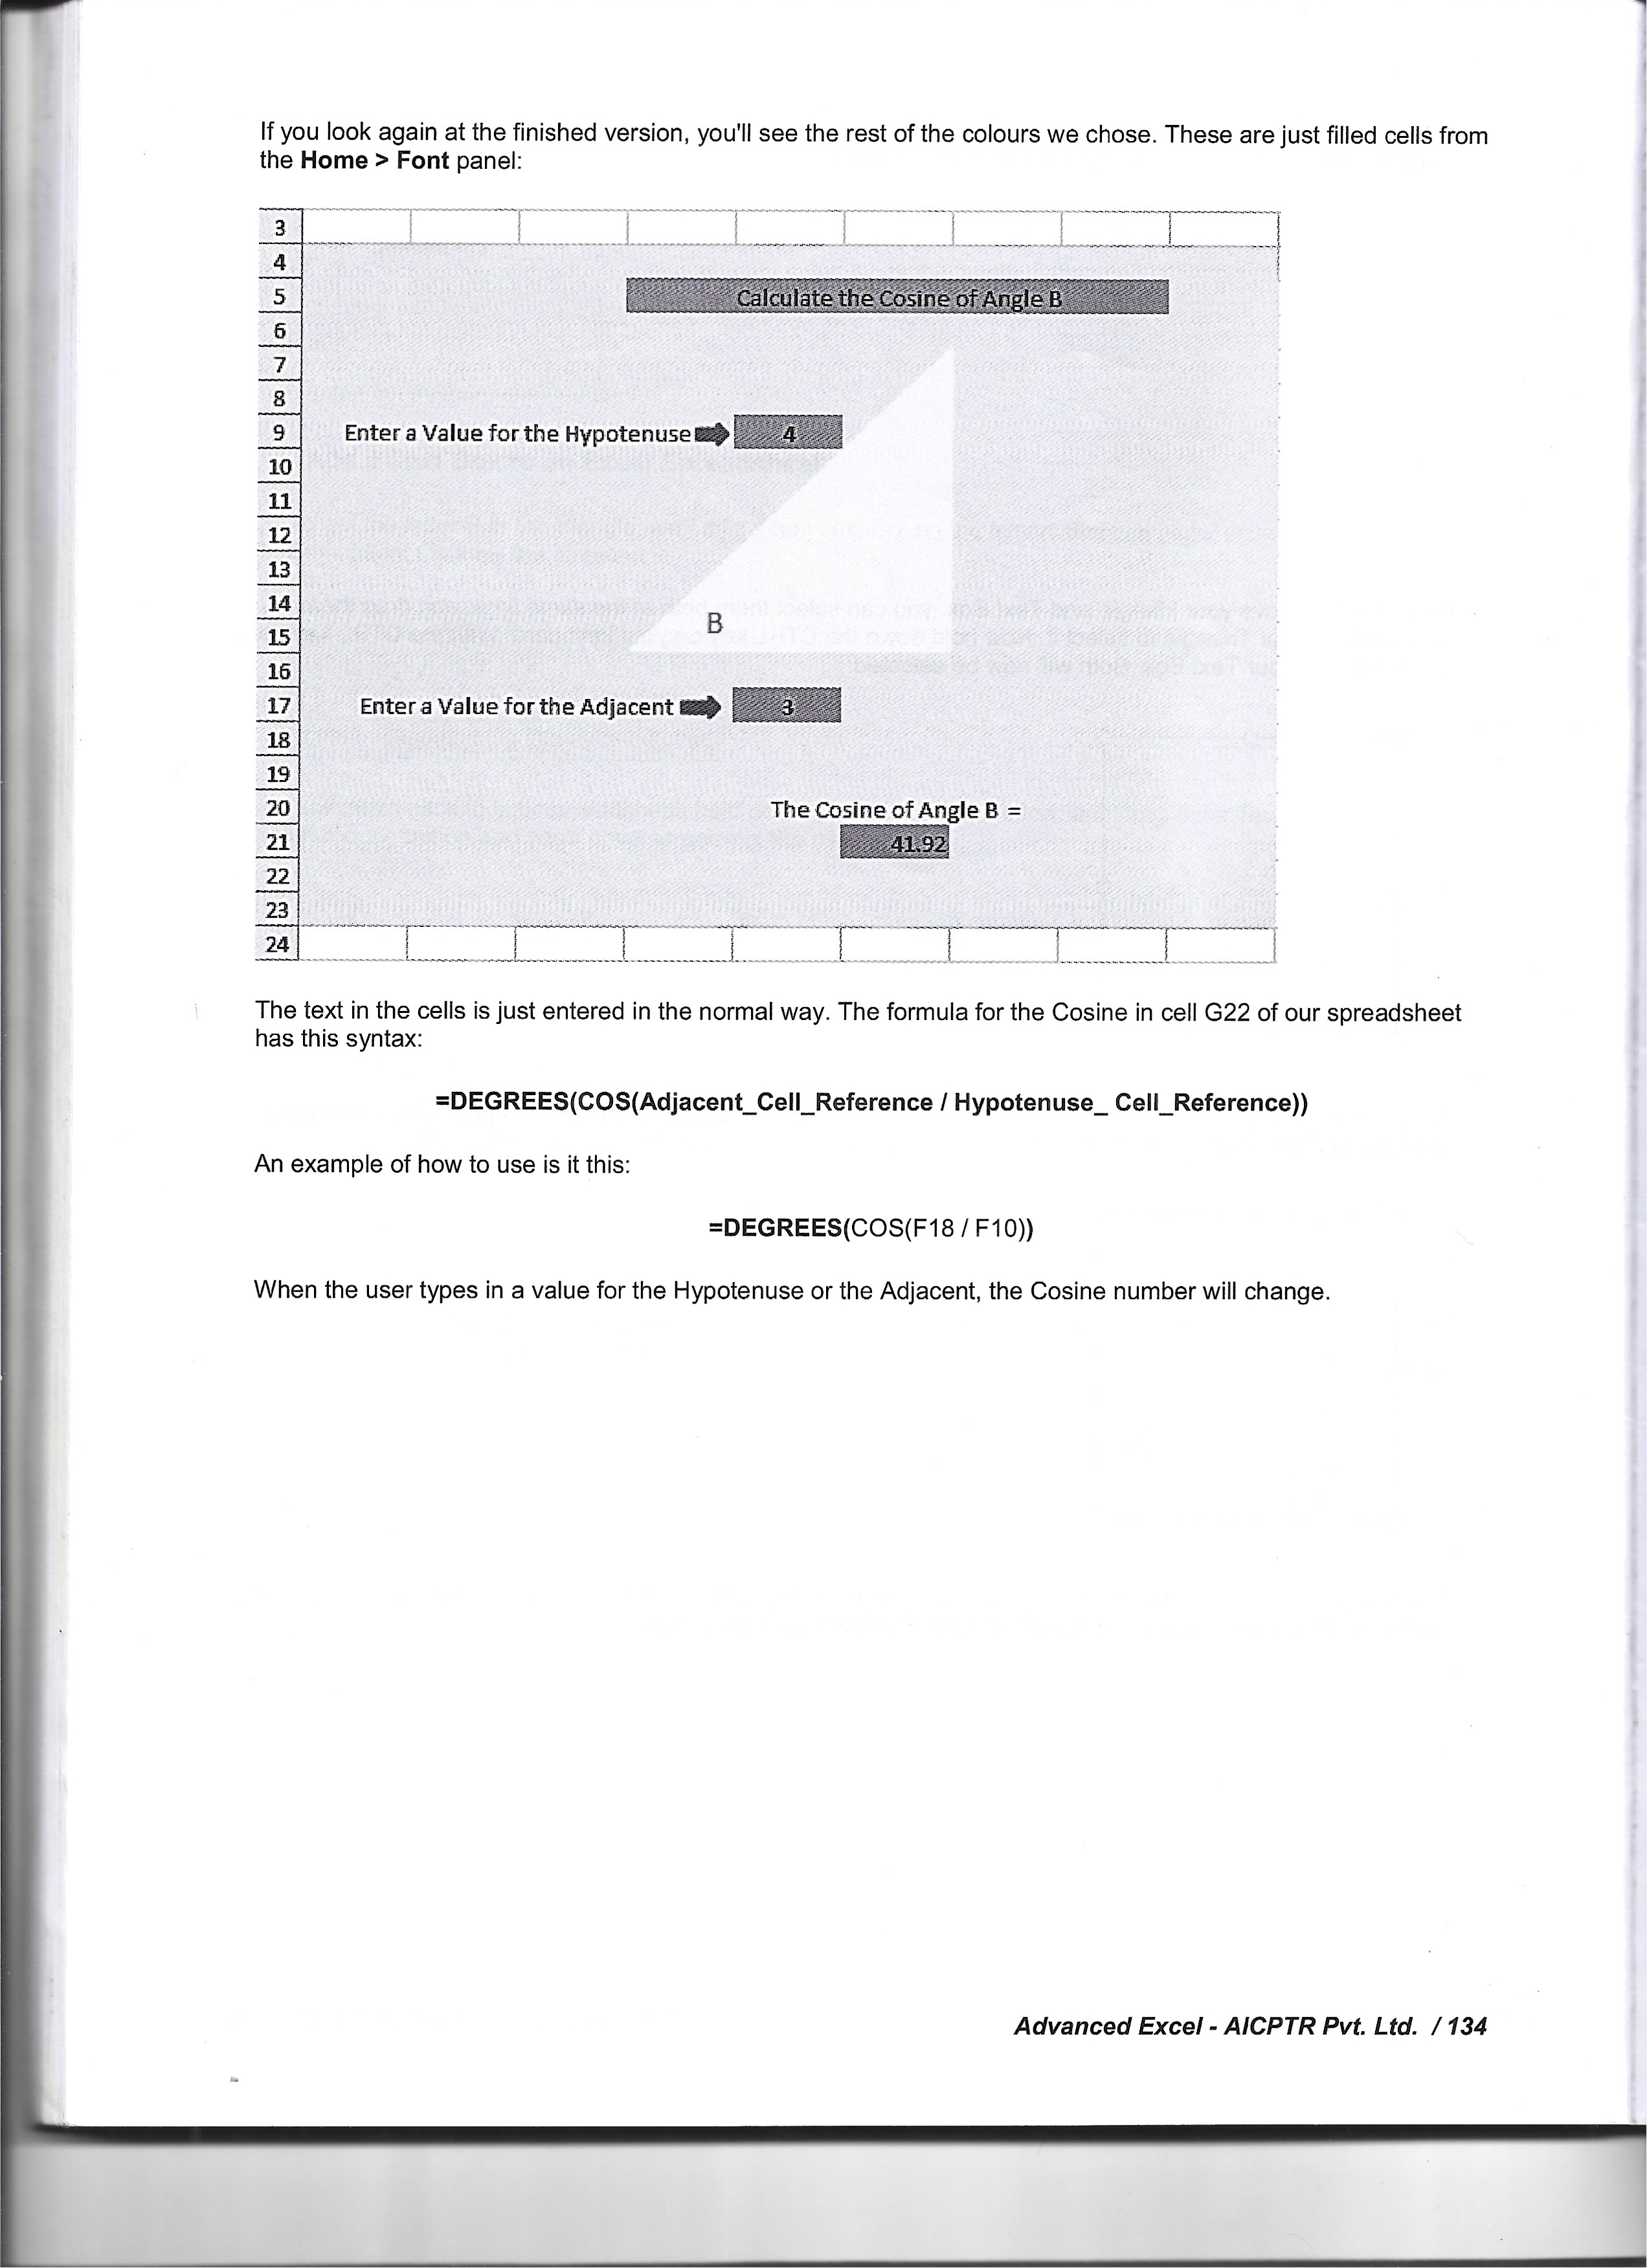 If you look again at the finished version, you'll see the rest of the colours we chose. These are just filled cells from
the Home > Font panel:
3
4
5 Calculate the Cosine of Angle B
6
7
8
9 Enter a Value for the Hypotenuse 4
10
11
12
13
14
B
15
16
17 Enter a Value for the Adjacent 3
18
19
20 The Cosine of Angle B =
21 41.92
22
23
24
The text in the cells is just entered in the normal way. The formula for the Cosine in cell G22 of our spreadsheet
has this syntax:
=DEGREES(COS(Adjacent_Cell_Reference / Hypotenuse_ Cell_Reference))
An example of how to use is it this:
=DEGREES(COS(F18 / F10))
When the user types in a value for the Hypotenuse or the Adjacent, the Cosine number will change.
Advanced Excel - AICPTR Pvt. Ltd. / 134